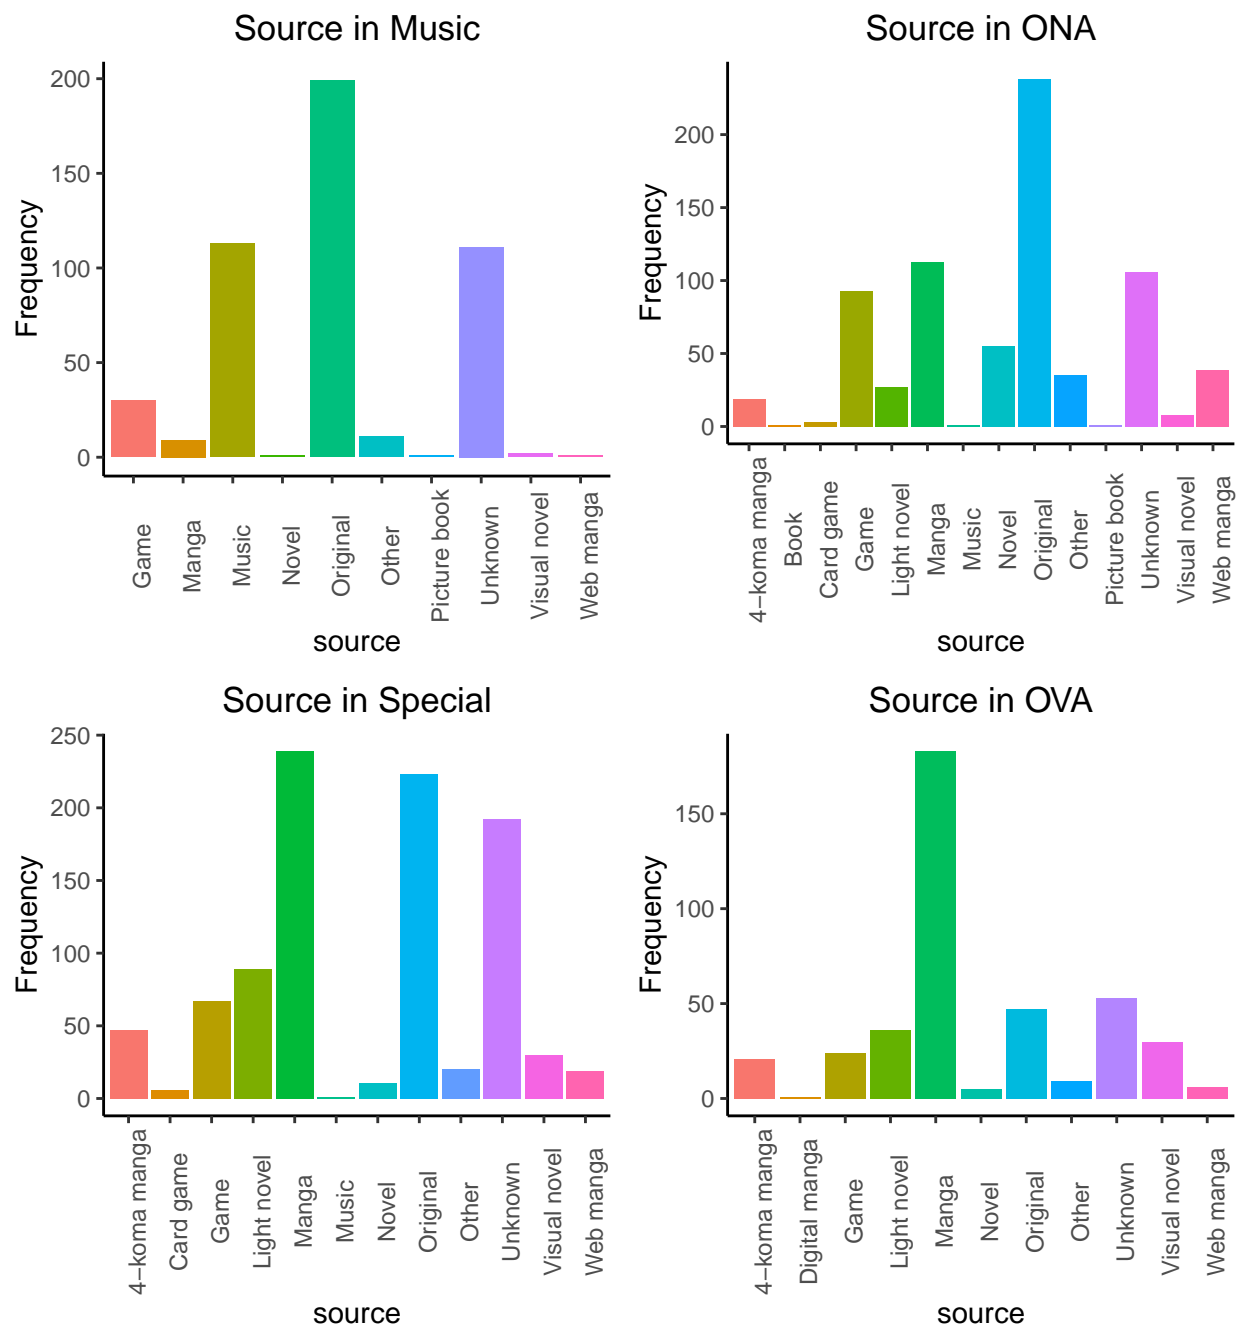 Source in Music
Frequency
200
150
100
50
0
Game
Manga
Music
Novel
Original
Other
Picture book
Unknown
Visual novel
Web manga
source
Source in ONA
Frequency
200
150
100
50
0
4−koma manga
Book
Card game
Game
Light novel
Manga
Music
Novel
Original
Other
Picture book
Unknown
Visual novel
Web manga
source
Source in Special
Frequency
250
200
150
100
50
0
4−koma manga
Card game
Game
Light novel
Manga
Music
Novel
Original
Other
Unknown
Visual novel
Web manga
source
Source in OVA
Frequency
150
100
50
0
4−koma manga
Digital manga
Game
Light novel
Manga
Novel
Original
Other
Unknown
Visual novel
Web manga
source